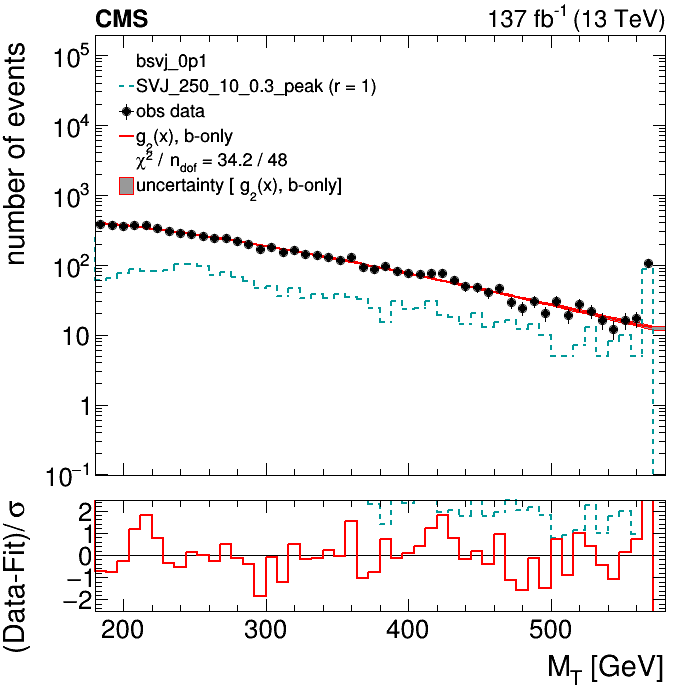 CMS 137 fb⁻¹ (13 TeV)
number of events
10⁵
10⁴
10³
10²
10
1
10⁻¹
bsvj_0p1
SVJ_250_10_0.3_peak (r = 1)
obs data
g₂(x), b-only
χ² / n_dof = 34.2 / 48
uncertainty [ g₂(x), b-only]
(Data-Fit)/ σ
2
1
0
−1
−2
200 300 400 500
M_T [GeV]